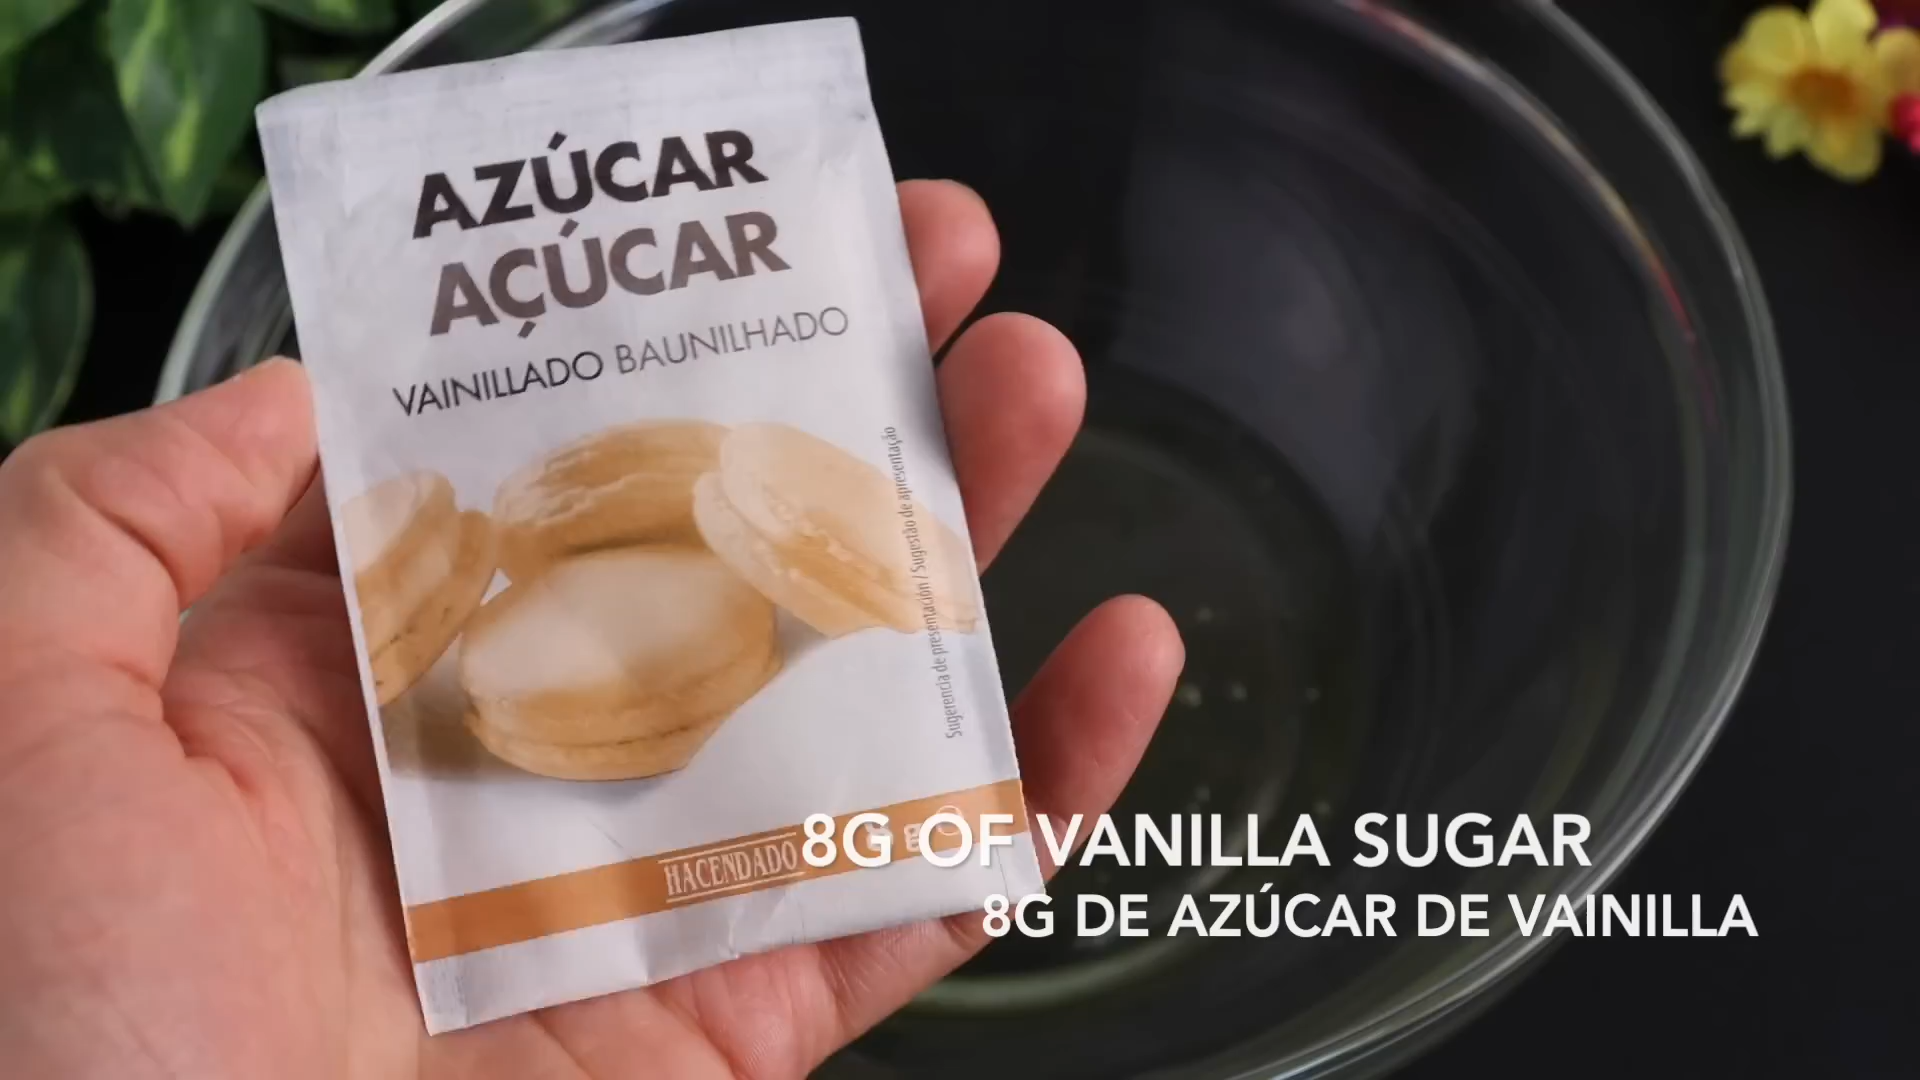 AZÚCAR
AÇÚCAR
VAINILLADO BAUNILHADO
Sugerencia de presentación / Sugestão de apresentação
HACENDADO
8 g ℮
8G OF VANILLA SUGAR
8G DE AZÚCAR DE VAINILLA